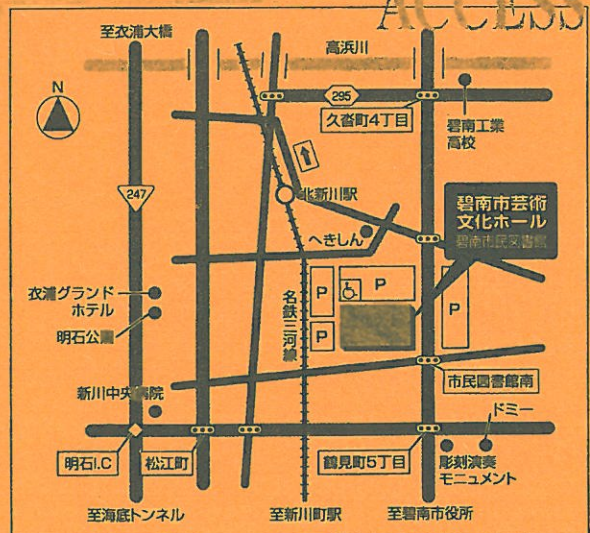 ACCESS
至衣浦大橋
高浜川
N
295
久沓町4丁目
碧南工業
高校
247
北新川駅
碧南市芸術
文化ホール
碧南市民図書館
へきしん
衣浦グランド
ホテル
明石公園
P
P
P
P
名鉄三河線
新川中央病院
市民図書館南
ドミー
明石I.C
松江町
鶴見町5丁目
彫刻演奏
モニュメント
至海底トンネル
至新川町駅
至碧南市役所